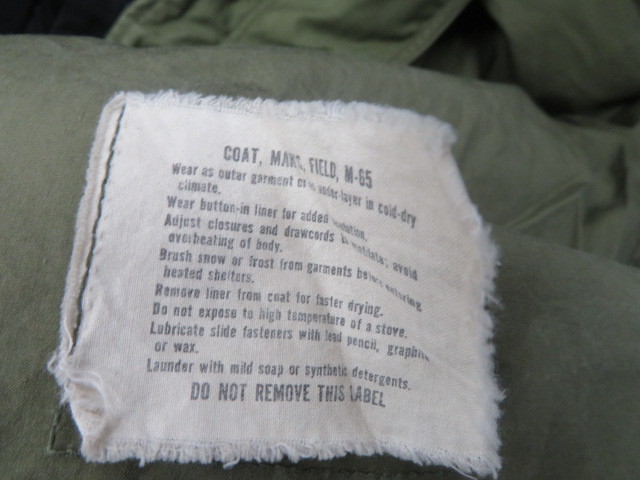 COAT, MAN'S, FIELD, M-65
Wear as outer garment or as under-layer in cold-dry
climate.
Wear button-in liner for added insulation.
Adjust closures and drawcords to ventilate; avoid
overheating of body.
Brush snow or frost from garments before entering
heated shelters.
Remove liner from coat for faster drying.
Do not expose to high temperature of a stove.
Lubricate slide fasteners with lead pencil, graphite
or wax.
Launder with mild soap or synthetic detergents.
DO NOT REMOVE THIS LABEL